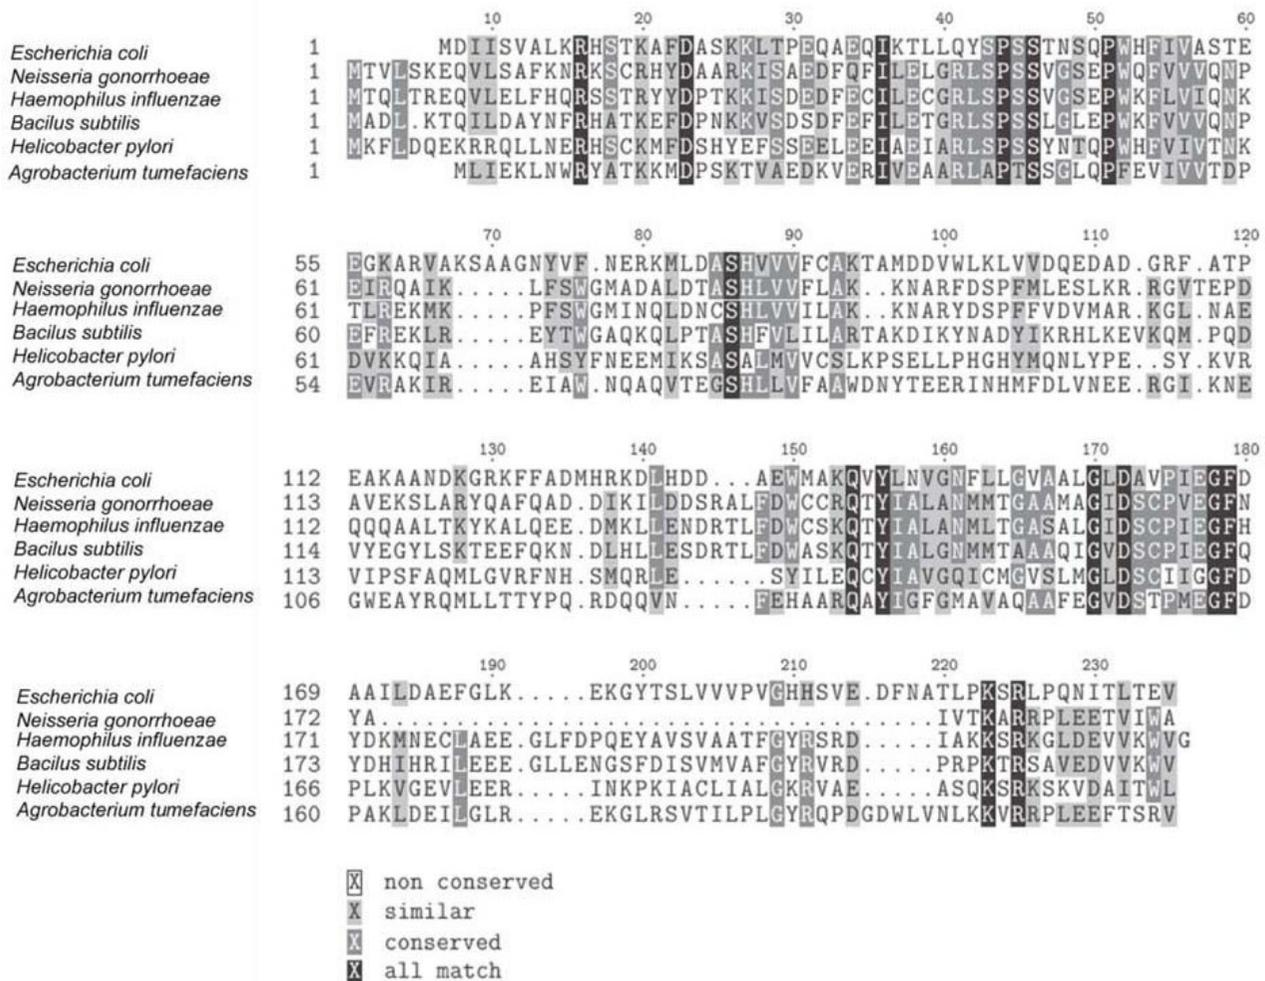 10 20 30 40 50 60
Escherichia coli 1 MDIISVALKRHSTKAFDASKKLTPEQAEQIKTLLQYSPSSTNSQPWHFIVASTE
Neisseria gonorrhoeae 1 MTVLSKEQVLSAFKNRKSCRHYDAARKISAEDFQFILELGRLSPSSVGSEPWQFVVVQNP
Haemophilus influenzae 1 MTQLTREQVLELFHQRSSTRYYDPTKKISDEDFECILECGRLSPSSVGSEPWKFLVIQNK
Bacilus subtilis 1 MADL.KTQILDAYNFRHATKEFDPNKKVSDSDFEFILETGRLSPSSLGLEPWKFVVVQNP
Helicobacter pylori 1 MKFLDQEKRRQLLNERHSCKMFDSHYEFSSEELEEIAEIARLSPSSYNTQPWHFVIVTNK
Agrobacterium tumefaciens 1 MLIEKLNWRYATKKMDPSKTVAEDKVERIVEAARLAPTSSGLQPFEVIVVTDP
70 80 90 100 110 120
Escherichia coli 55 EGKARVAKSAAGNYVF.NERKMLDASHVVVFCAKTAMDDVWLKLVVDQEDAD.GRF.ATP
Neisseria gonorrhoeae 61 EIRQAIK.....LFSWGMADALDTASHLVVFLAK..KNARFDSPFMLESLKR.RGVTEPD
Haemophilus influenzae 61 TLREKMK.....PFSWGMINQLDNCSHLVVILAK..KNARYDSPFFVDVMAR.KGL.NAE
Bacilus subtilis 60 EFREKLR.....EYTWGAQKQLPTASHFVLILARTAKDIKYNADYIKRHLKEVKQM.PQD
Helicobacter pylori 61 DVKKQIA.....AHSYFNEEMIKSASALMVVCSLKPSELLPHGHYMQNLYPE..SY.KVR
Agrobacterium tumefaciens 54 EVRAKIR.....EIAW.NQAQVTEGSHLLVFAAWDNYTEERINHMFDLVNEE.RGI.KNE
130 140 150 160 170 180
Escherichia coli 112 EAKAANDKGRKFFADMHRKDLHDD...AEWMAKQVYLNVGNFLLGVAALGLDAVPIEGFD
Neisseria gonorrhoeae 113 AVEKSLARYQAFQAD.DIKILDDSRALFDWCCRQTYIALANMMTGAAMAGIDSCPVEGFN
Haemophilus influenzae 112 QQQAALTKYKALQEE.DMKLLENDRTLFDWCSKQTYIALANMLTGASALGIDSCPIEGFH
Bacilus subtilis 114 VYEGYLSKTEEFQKN.DLHLLESDRTLFDWASKQTYIALGNMMTAAAQIGVDSCPIEGFQ
Helicobacter pylori 113 VIPSFAQMLGVRFNH.SMQRLE......SYILEQCYIAVGQICMGVSLMGLDSCIIGGFD
Agrobacterium tumefaciens 106 GWEAYRQMLLTTYPQ.RDQQVN.....FEHAARQAYIGFGMAVAQAAFEGVDSTPMEGFD
190 200 210 220 230
Escherichia coli 169 AAILDAEFGLK.....EKGYTSLVVVPVGHHSVE.DFNATLPKSRLPQNITLTEV
Neisseria gonorrhoeae 172 YA.....................................IVTKARRPLEETVIWA
Haemophilus influenzae 171 YDKMNECLAEE.GLFDPQEYAVSVAATFGYRSRD.....IAKKSRKGLDEVVKWVG
Bacilus subtilis 173 YDHIHRILEEE.GLLENGSFDISVMVAFGYRVRD.....PRPKTRSAVEDVVKWV
Helicobacter pylori 166 PLKVGEVLEER.....INKPKIACLIALGKRVAE.....ASQKSRKSKVDAITWL
Agrobacterium tumefaciens 160 PAKLDEILGLR.....EKGLRSVTILPLGYRQPDGDWLVNLKKVRRPLEEFTSRV
X non conserved
X similar
X conserved
X all match